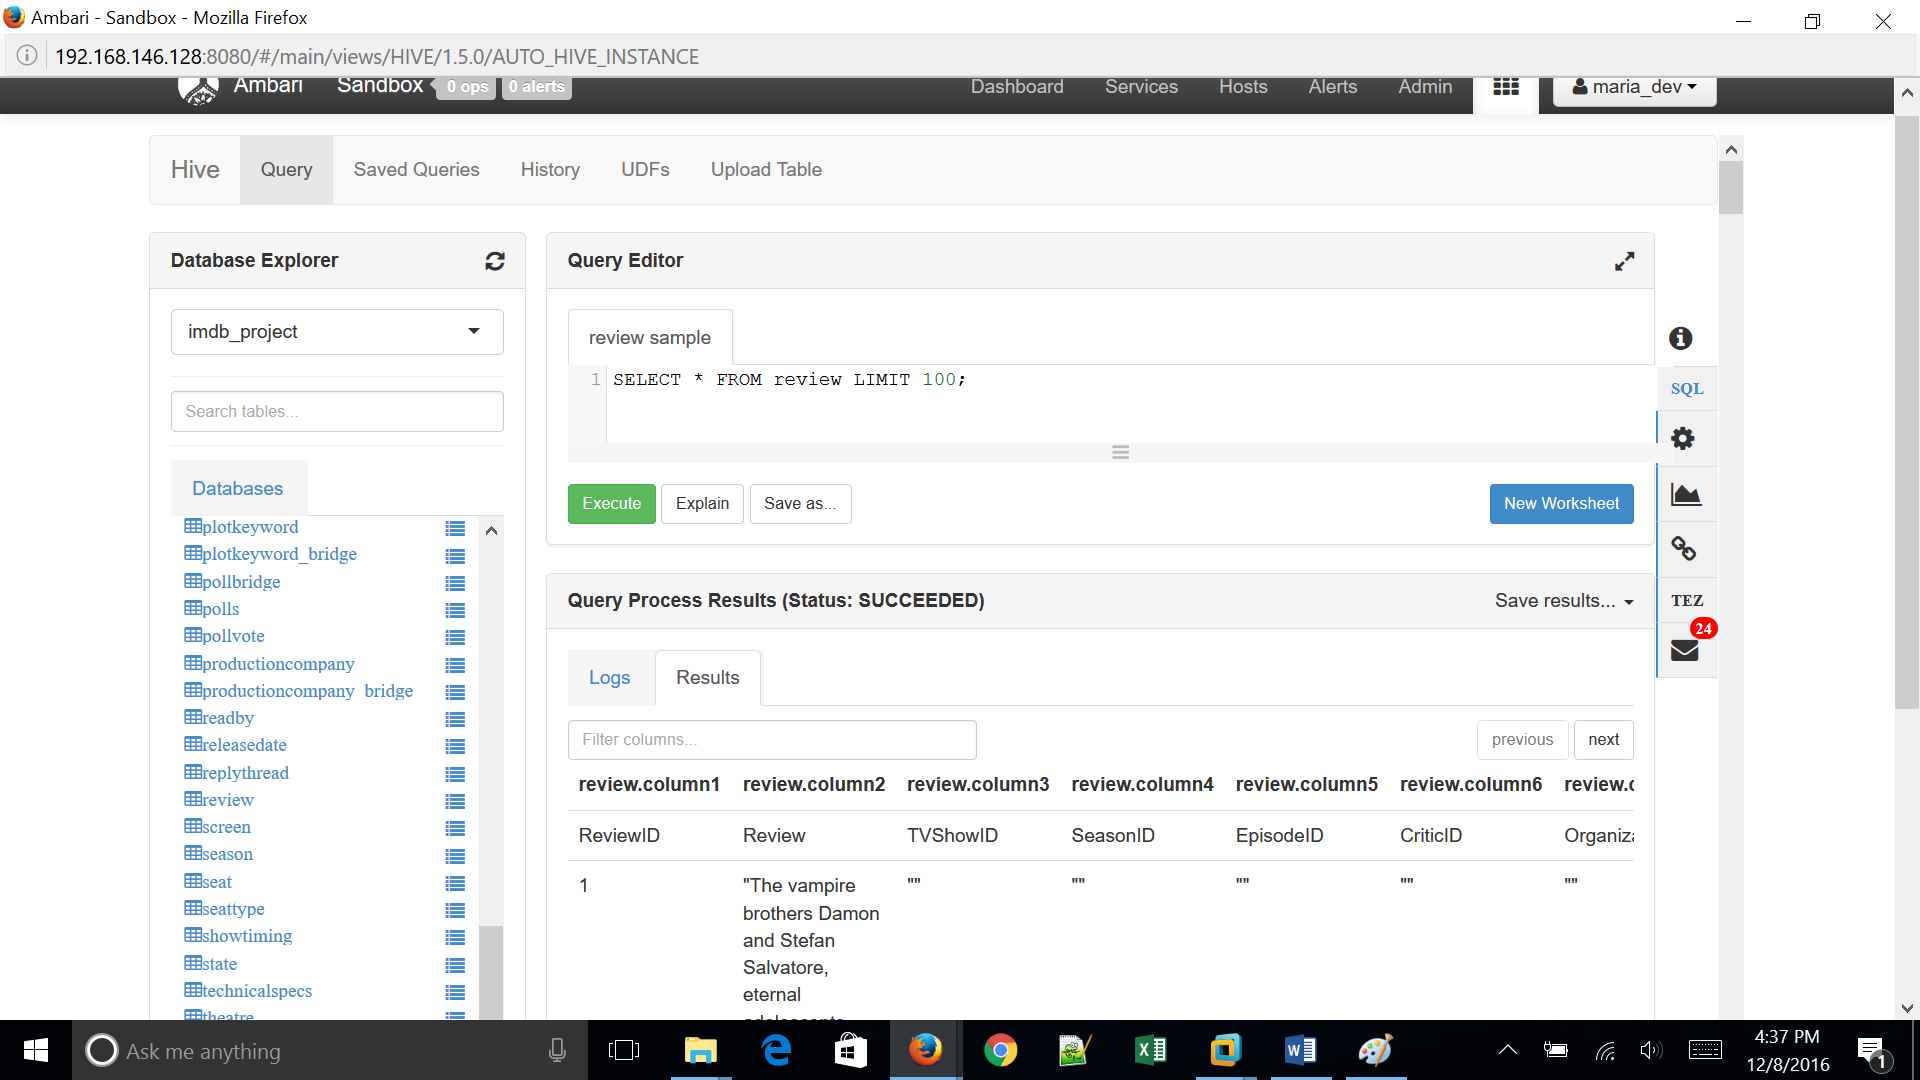 Ambari - Sandbox - Mozilla Firefox
192.168.146.128:8080/#/main/views/HIVE/1.5.0/AUTO_HIVE_INSTANCE
Ambari Sandbox 0 ops 0 alerts Dashboard Services Hosts Alerts Admin maria_dev
Hive Query Saved Queries History UDFs Upload Table
Database Explorer
imdb_project
Search tables...
Databases
plotkeyword
plotkeyword_bridge
pollbridge
polls
pollvote
productioncompany
productioncompany_bridge
readby
releasedate
replythread
review
screen
season
seat
seattype
showtiming
state
technicalspecs
theatre
Query Editor
review sample
1 SELECT * FROM review LIMIT 100;
Execute Explain Save as... New Worksheet
SQL
TEZ
24
Query Process Results (Status: SUCCEEDED) Save results...
Logs Results
Filter columns... previous next
review.column1 review.column2 review.column3 review.column4 review.column5 review.column6 review.c
ReviewID Review TVShowID SeasonID EpisodeID CriticID Organiza
1 "The vampire "" "" "" "" ""
brothers Damon
and Stefan
Salvatore,
eternal
adolescents
Ask me anything
4:37 PM
12/8/2016
1